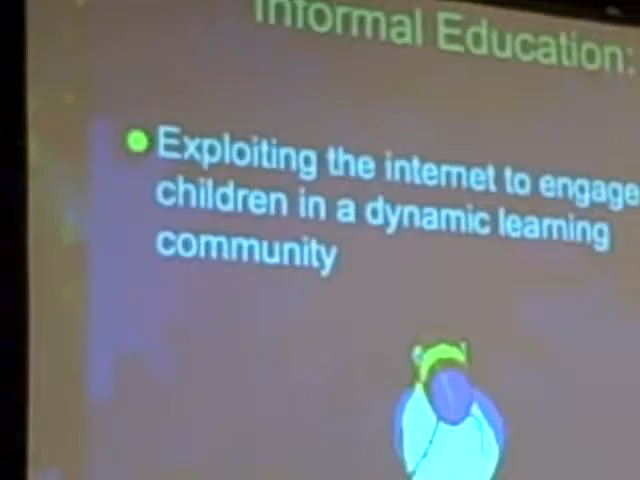 Informal Education:
Exploiting the internet to engage
children in a dynamic learning
community